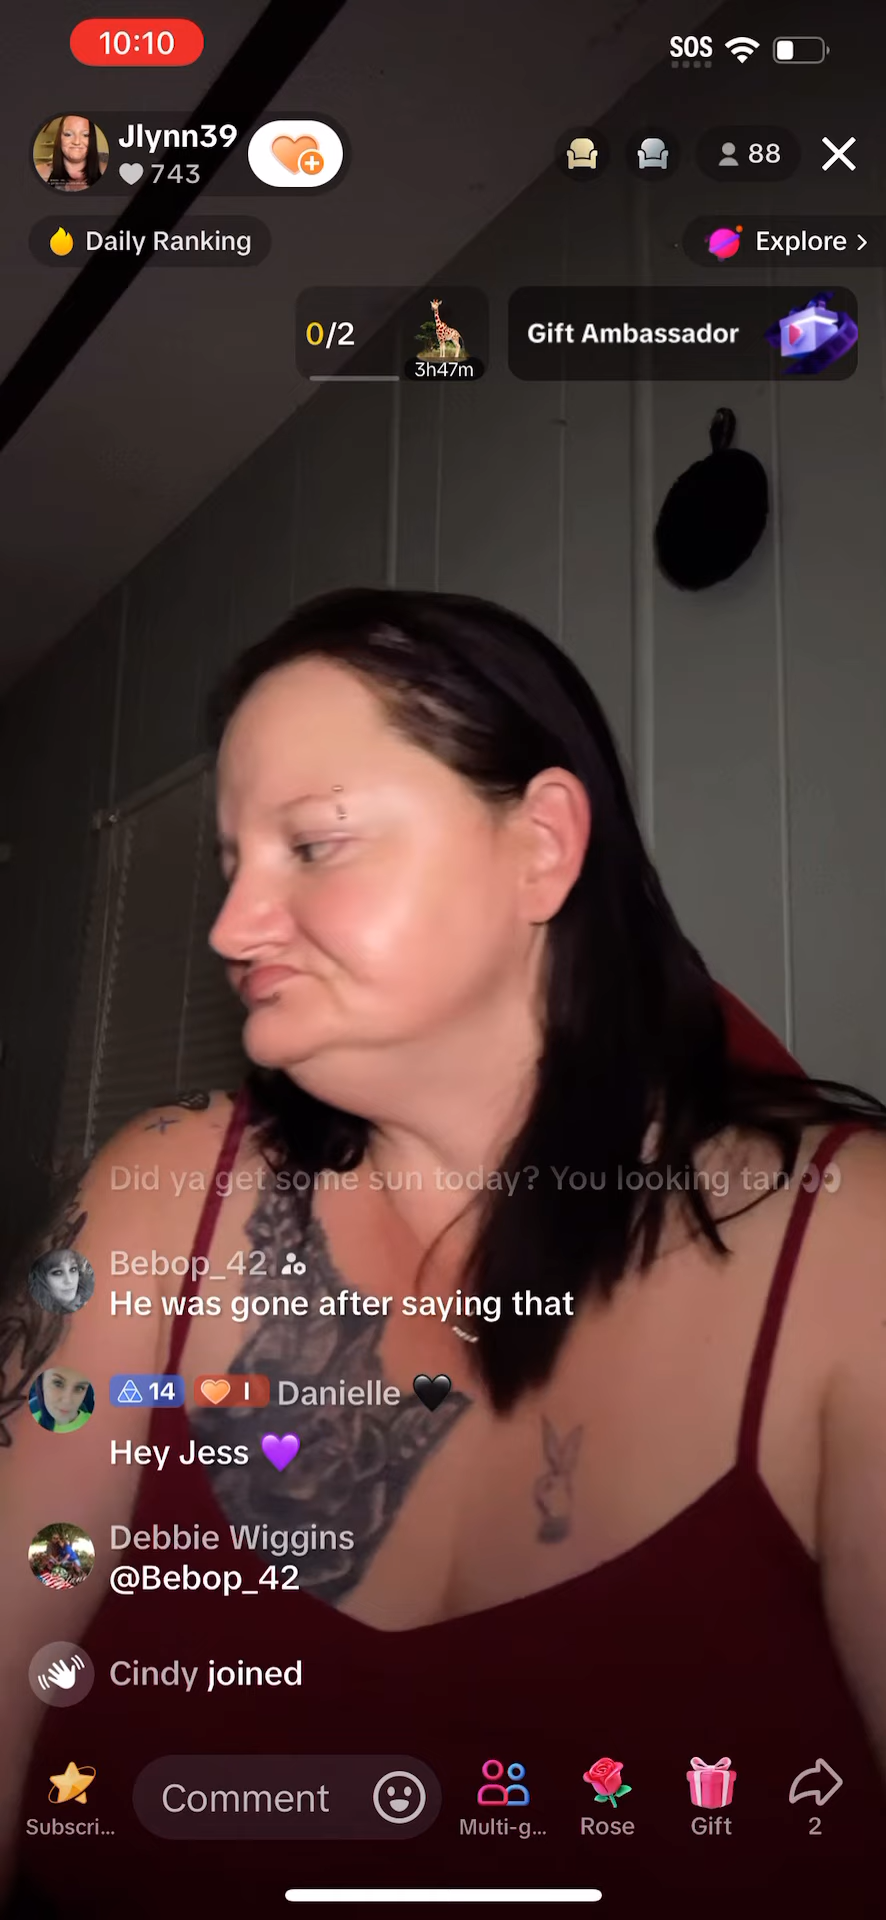 10:10
SOS
Jlynn39
743
88
Daily Ranking
Explore >
0/2
3h47m
Gift Ambassador
Did ya get some sun today? You looking tan 👀
Bebop_42
He was gone after saying that
14 I Danielle 🖤
Hey Jess 💜
Debbie Wiggins
@Bebop_42
Cindy joined
Subscri...
Comment
Multi-g...
Rose
Gift
2